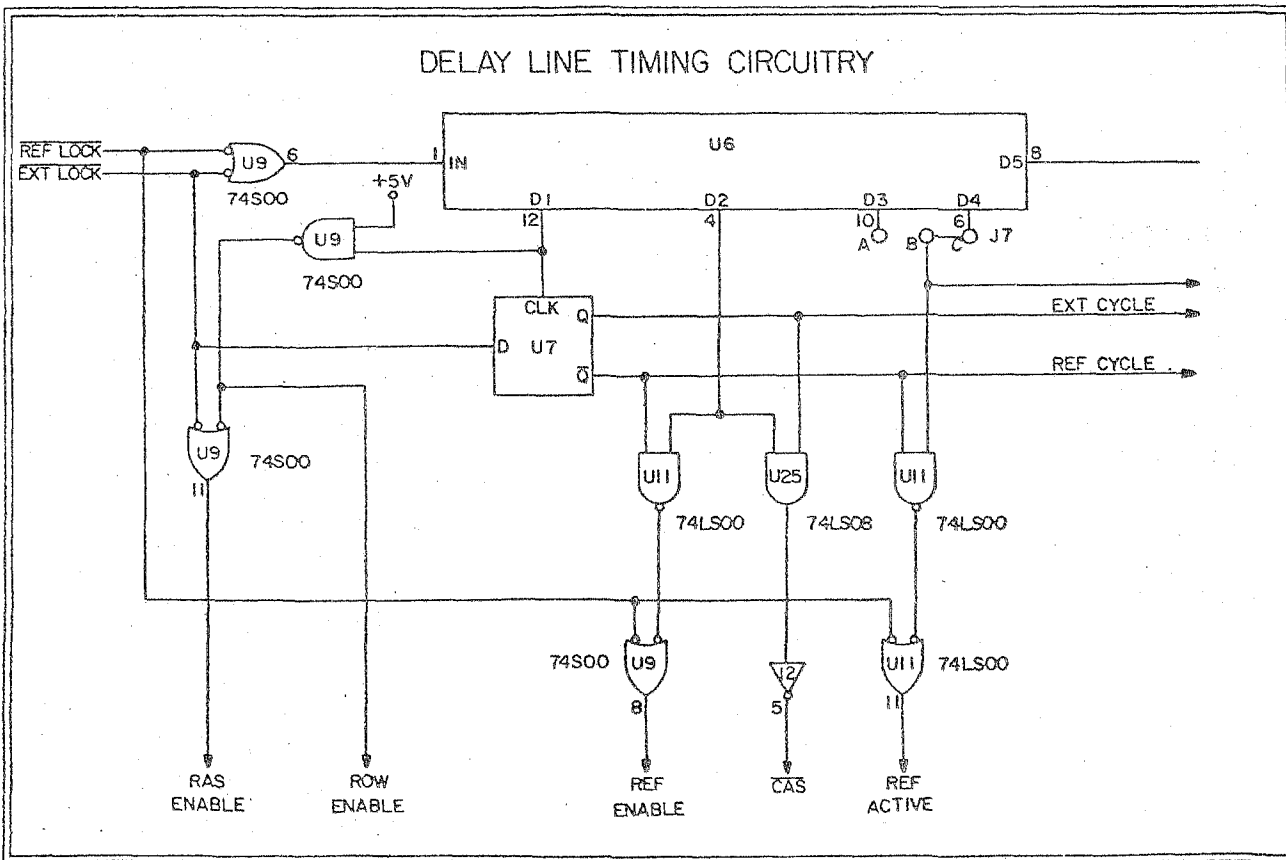 DELAY LINE TIMING CIRCUITRY
REF LOCK
EXT LOCK
U9
6
74S00
1
IN
U6
D5
8
+5V
D1
D2
D3
D4
12
4
10
6
A
B
C
J7
U9
74S00
CLK
Q
EXT CYCLE
D
U7
Q
REF CYCLE
U9
74S00
11
U11
74LS00
U25
74LS08
U11
74LS00
74S00
U9
8
12
5
U11
74LS00
11
RAS
ENABLE
ROW
ENABLE
REF
ENABLE
CAS
REF
ACTIVE